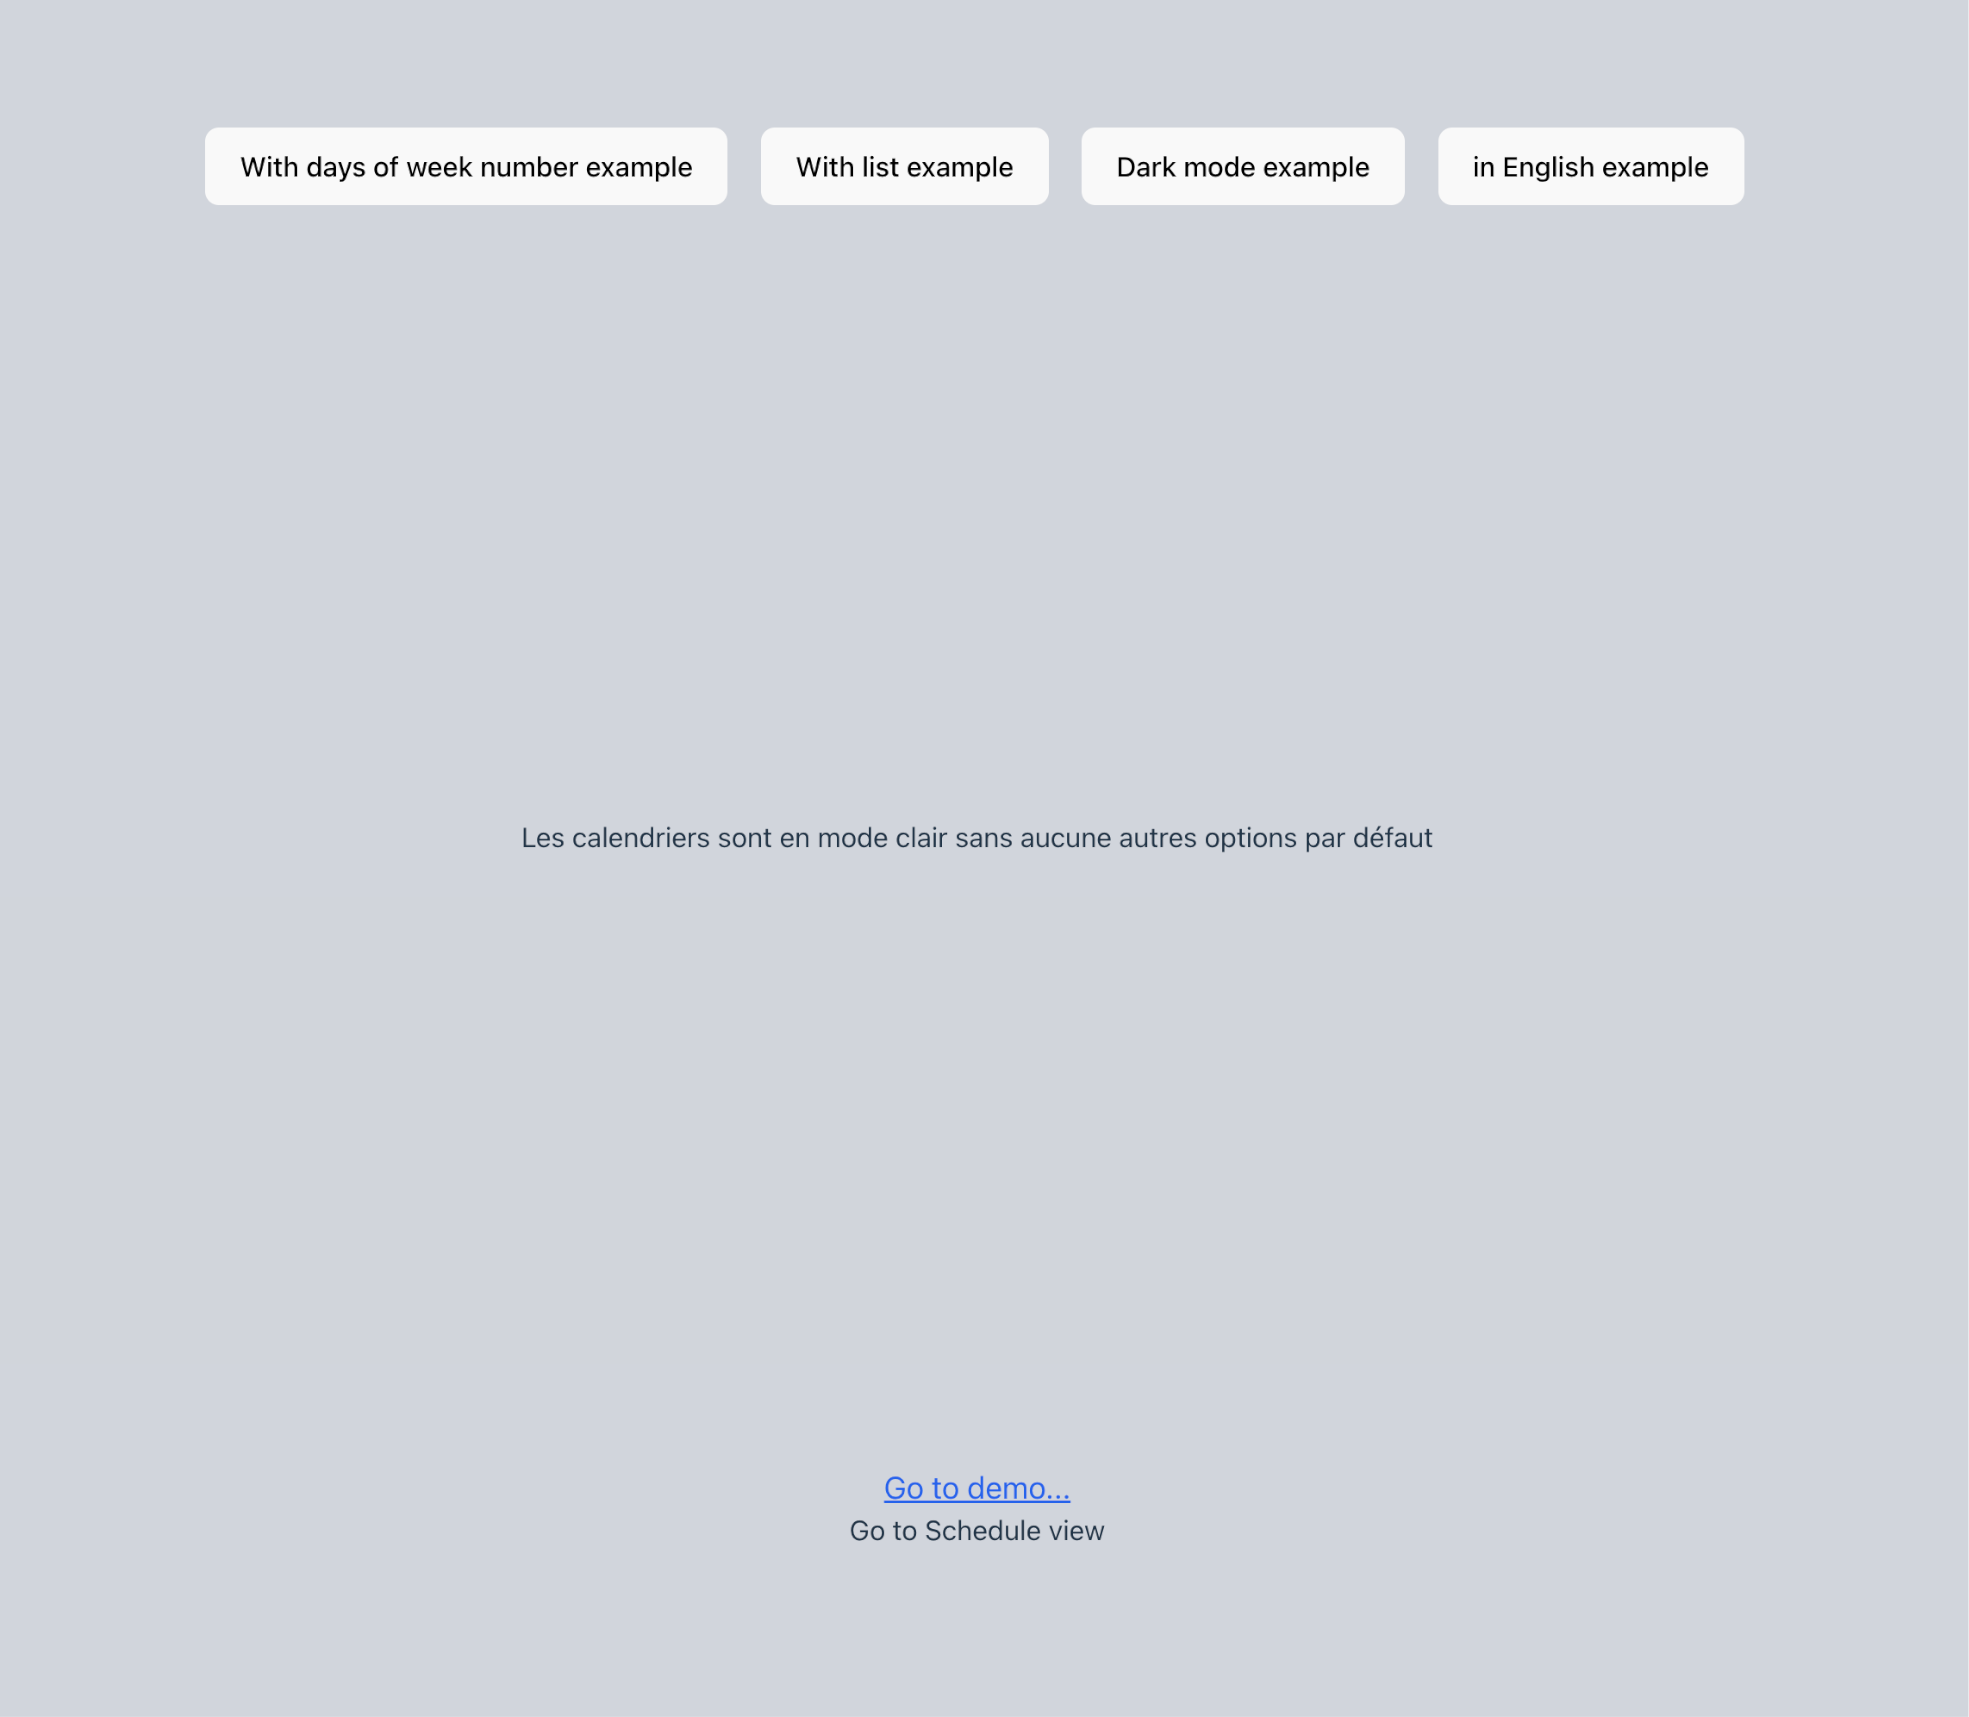 With days of week number example
With list example
Dark mode example
in English example
Les calendriers sont en mode clair sans aucune autres options par défaut
Go to demo...
Go to Schedule view